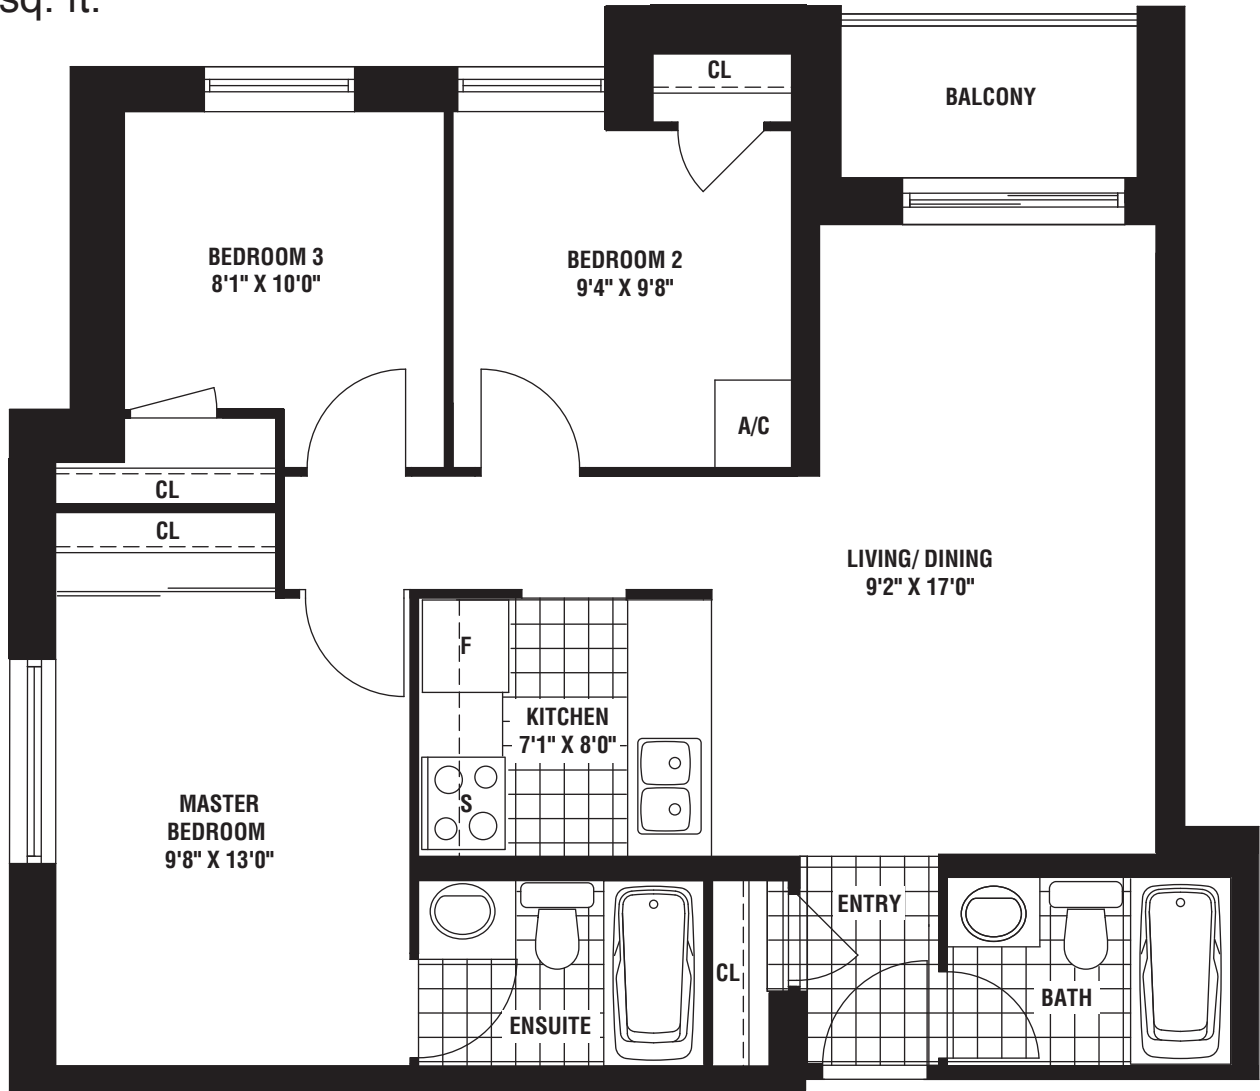 sq. ft.
CL
BALCONY
BEDROOM 3
8'1" X 10'0"
BEDROOM 2
9'4" X 9'8"
A/C
CL
CL
LIVING/ DINING
9'2" X 17'0"
F
KITCHEN
7'1" X 8'0"
S
MASTER
BEDROOM
9'8" X 13'0"
ENTRY
CL
BATH
ENSUITE